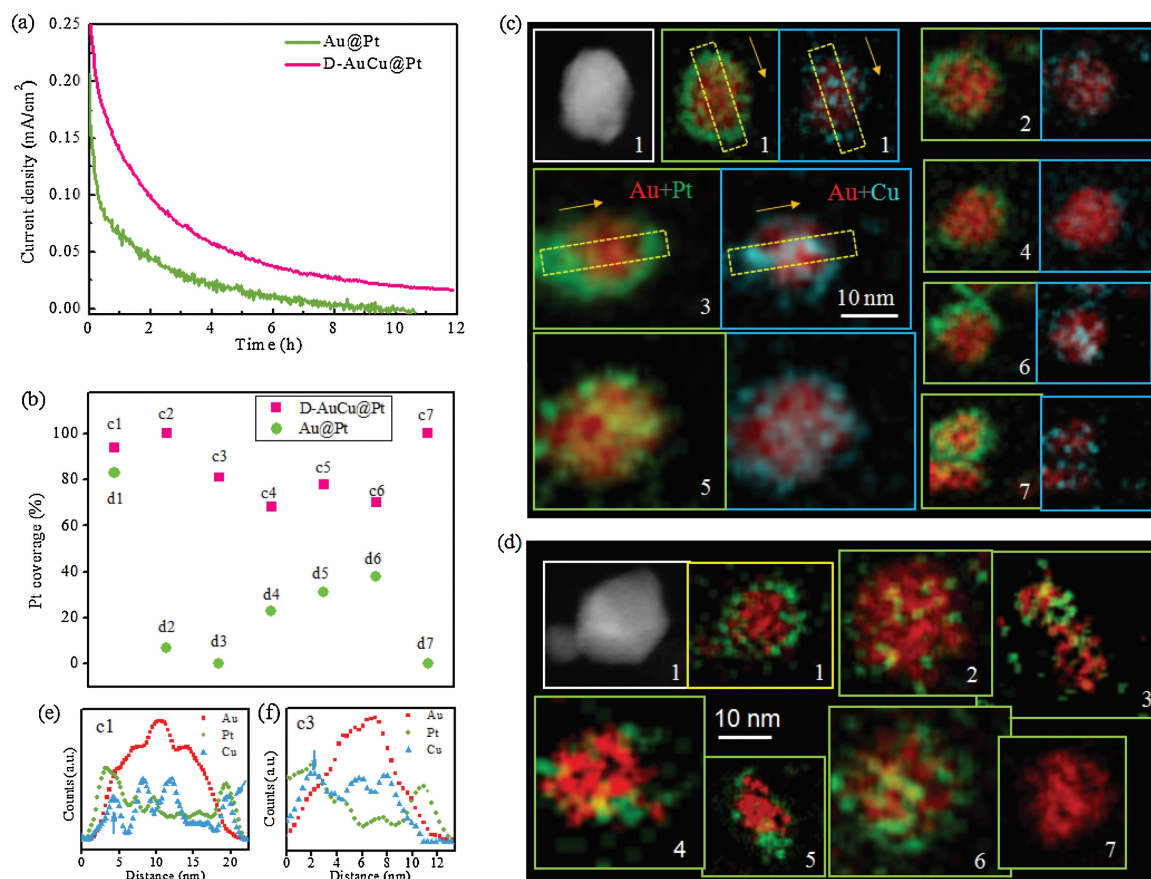 (a)
0.25
0.20
0.15
0.10
0.05
0.00
Current density (mA/cm²)
Au@Pt
D-AuCu@Pt
0 2 4 6 8 10 12
Time (h)
(b)
100
80
60
40
20
0
Pt coverage (%)
D-AuCu@Pt
Au@Pt
c1
c2
c3
c4
c5
c6
c7
d1
d2
d3
d4
d5
d6
d7
(e)
c1
Au
Pt
Cu
Counts(a.u.)
0 5 10 15 20
Distance (nm)
(f)
c3
Au
Pt
Cu
Counts (a.u.)
0 2 4 6 8 10 12
Distance (nm)
(c)
1
1
1
2
Au+Pt
Au+Cu
3
10 nm
4
5
6
7
(d)
1
1
2
3
4
10 nm
5
6
7